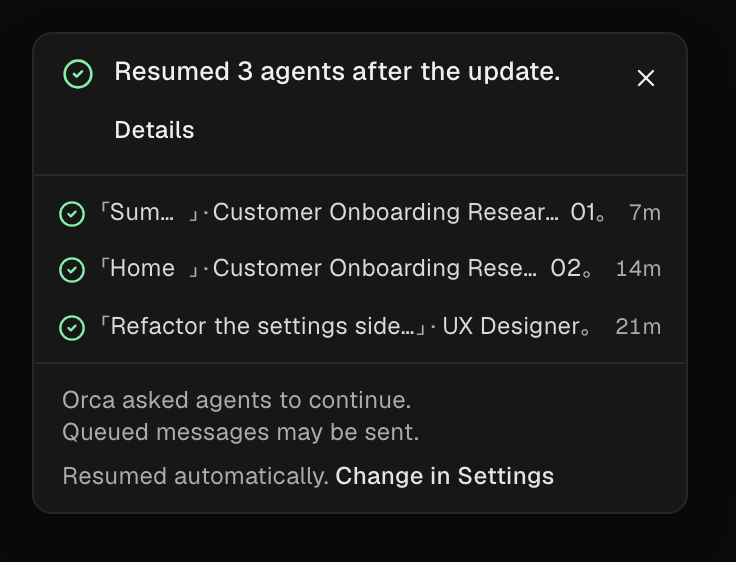 Resumed 3 agents after the update.
Details
「Sum… 」· Customer Onboarding Resear… 01。 7m
「Home 」· Customer Onboarding Rese… 02。 14m
「Refactor the settings side…」· UX Designer。 21m
Orca asked agents to continue.
Queued messages may be sent.
Resumed automatically. Change in Settings